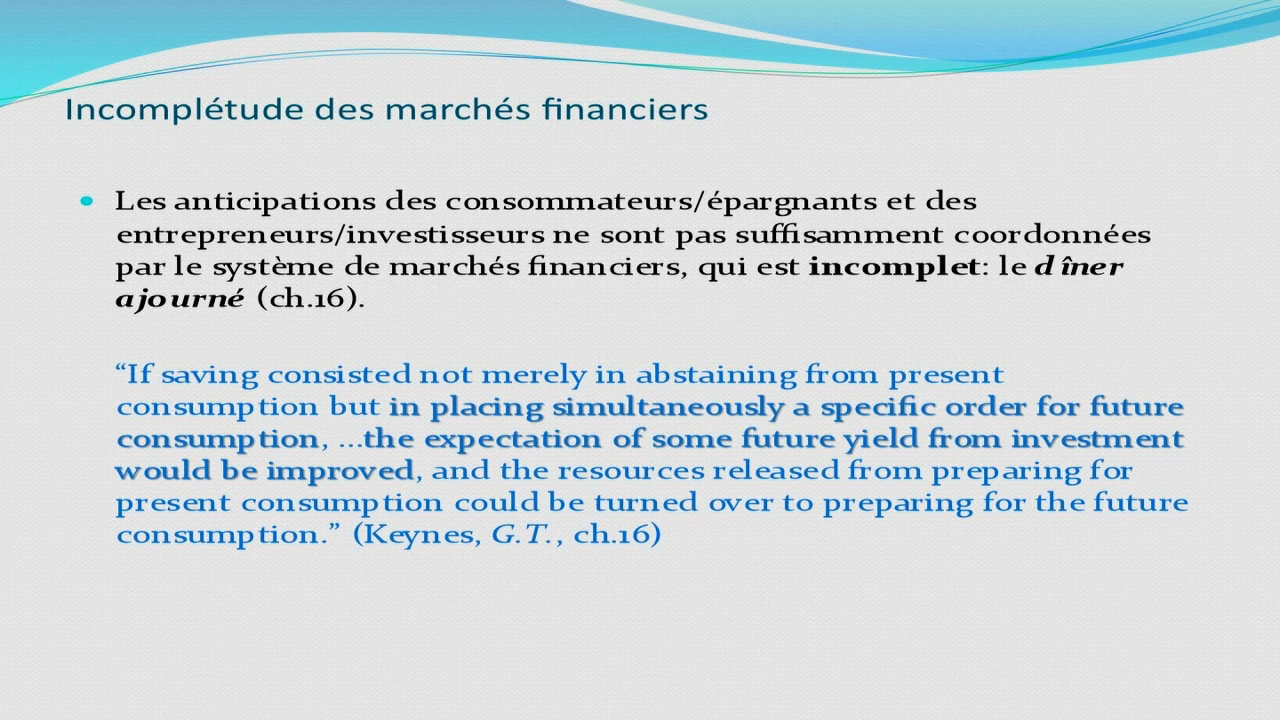 Incomplétude des marchés financiers
• Les anticipations des consommateurs/épargnants et des
entrepreneurs/investisseurs ne sont pas suffisamment coordonnées
par le système de marchés financiers, qui est incomplet: le dîner
ajourné (ch.16).
“If saving consisted not merely in abstaining from present
consumption but in placing simultaneously a specific order for future
consumption, ...the expectation of some future yield from investment
would be improved, and the resources released from preparing for
present consumption could be turned over to preparing for the future
consumption.” (Keynes, G.T., ch.16)